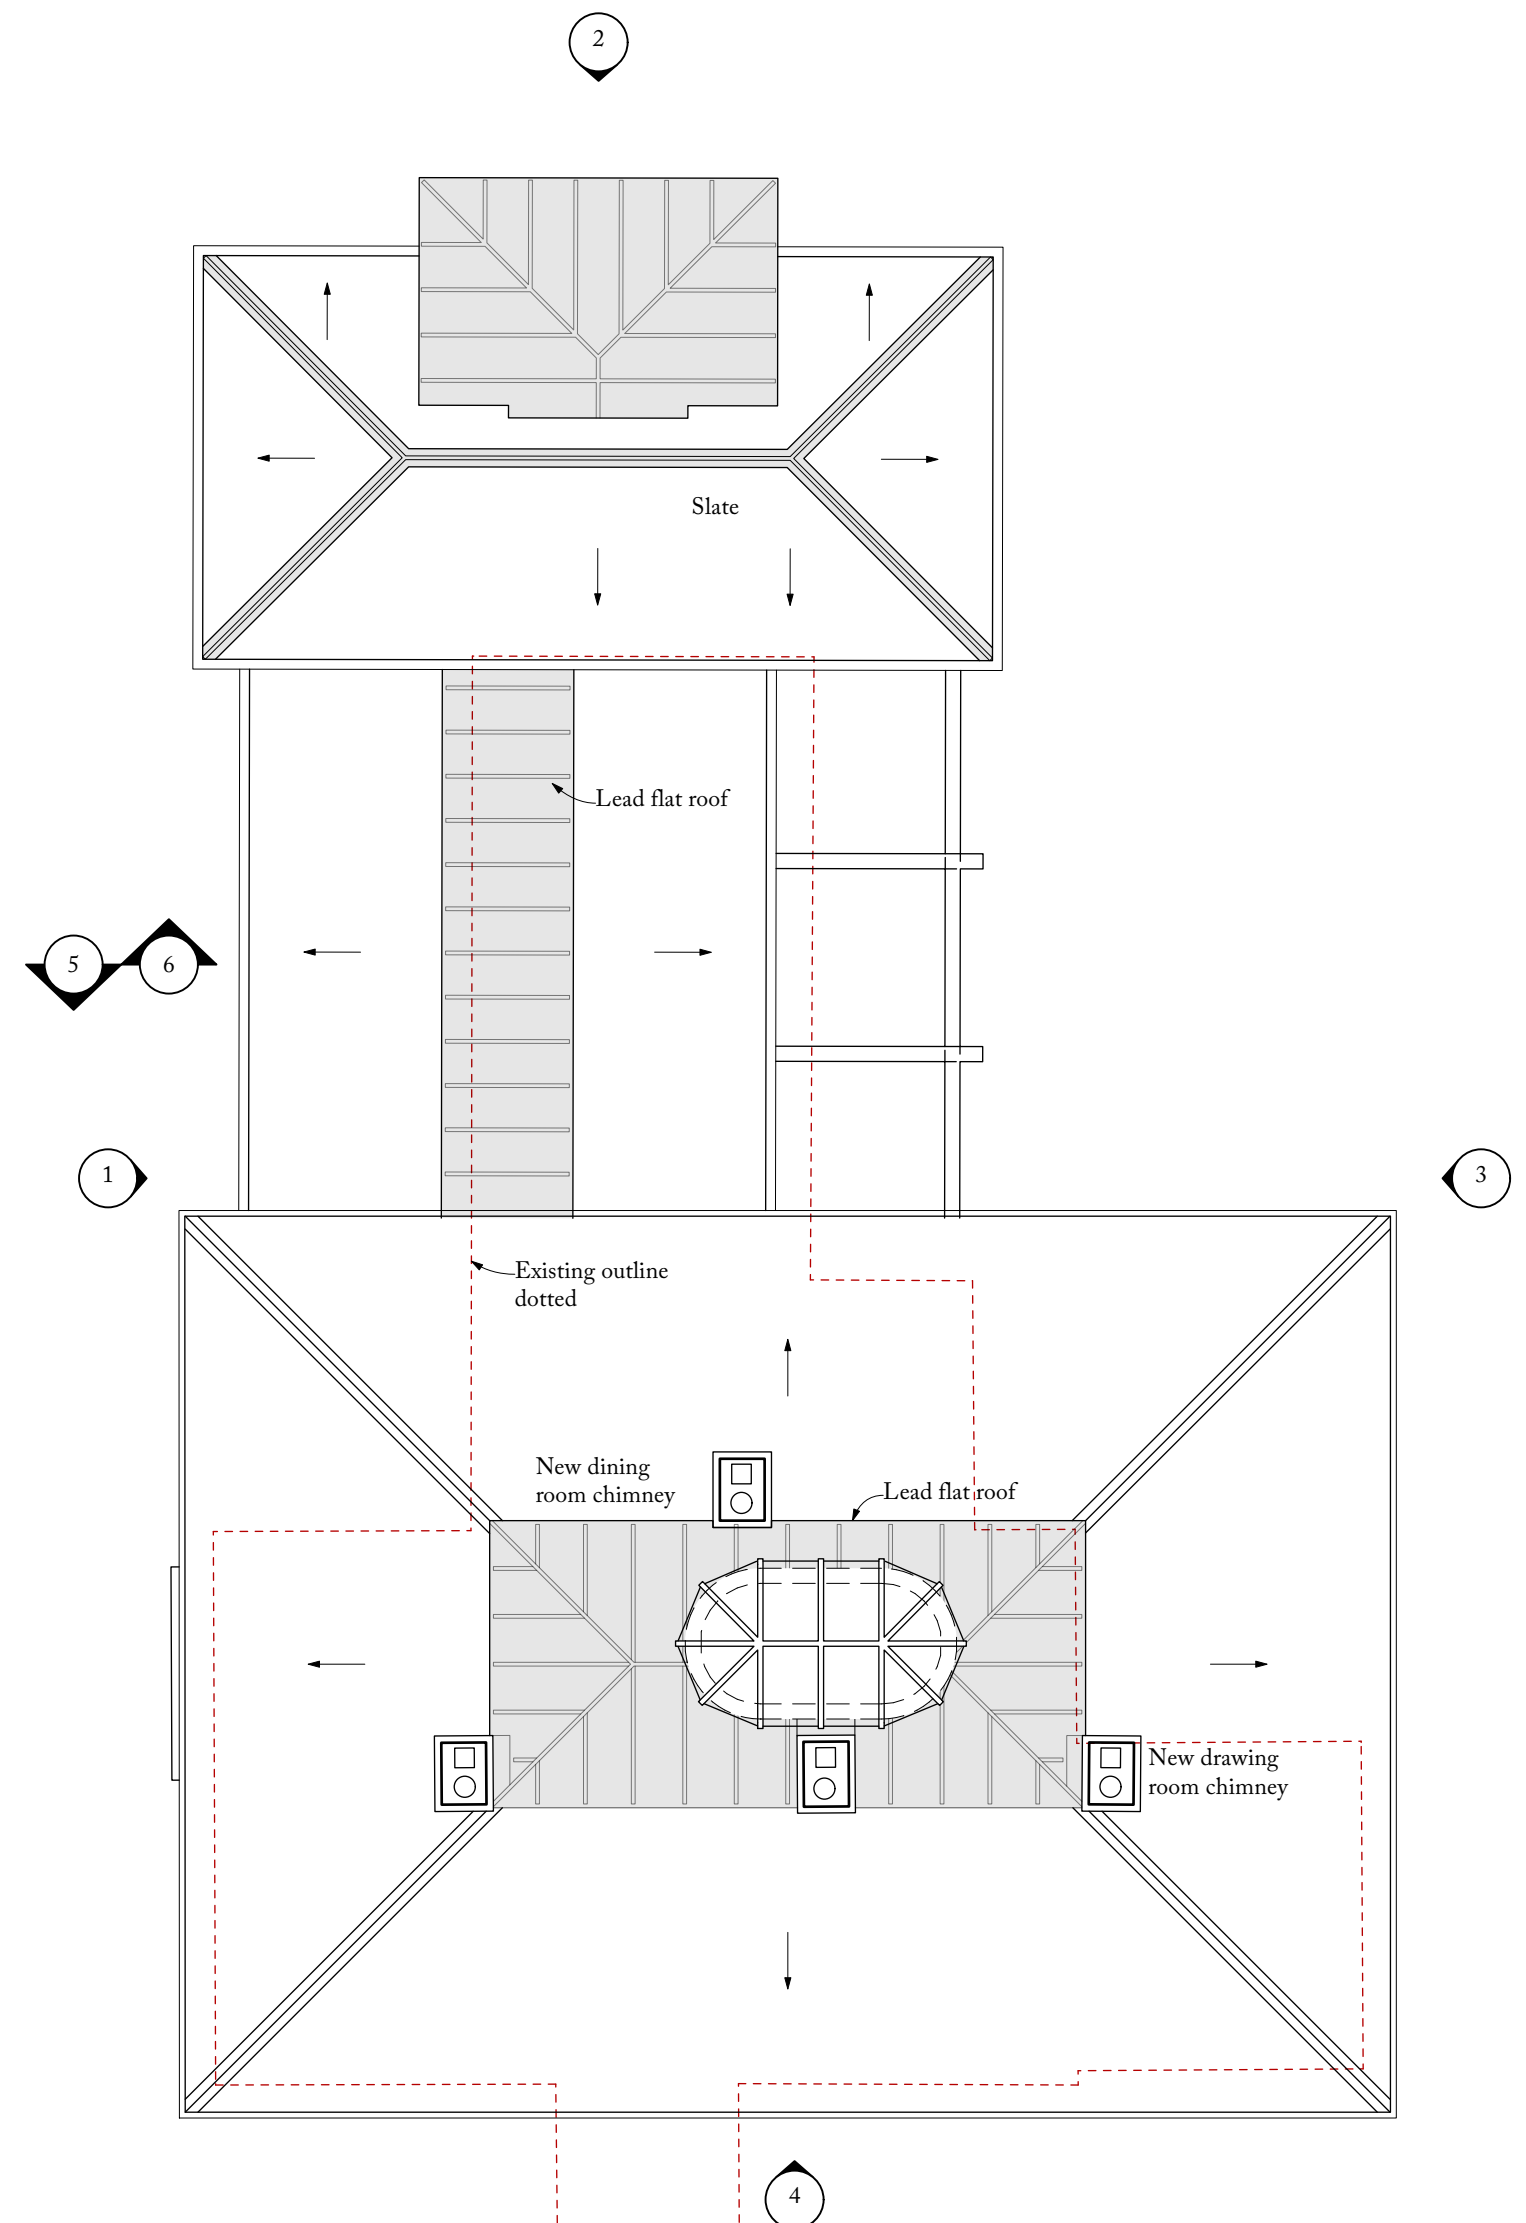 2
Slate
Lead flat roof
5
6
1
3
Existing outline
dotted
New dining
room chimney
Lead flat roof
New drawing
room chimney
4